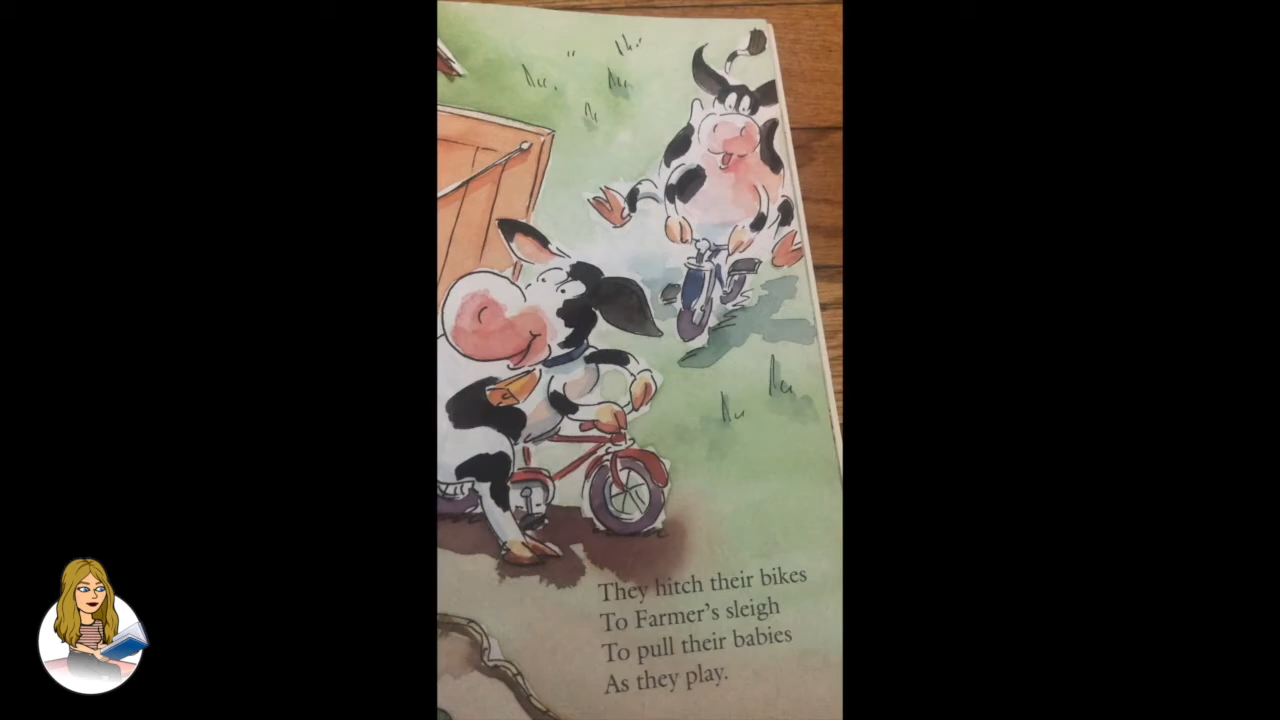 They hitch their bikes
To Farmer's sleigh
To pull their babies
As they play.